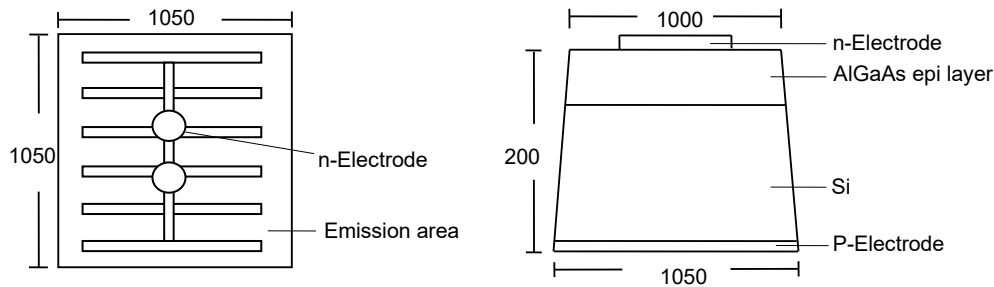 1050
1050
n-Electrode
Emission area
1000
n-Electrode
AlGaAs epi layer
200
Si
P-Electrode
1050